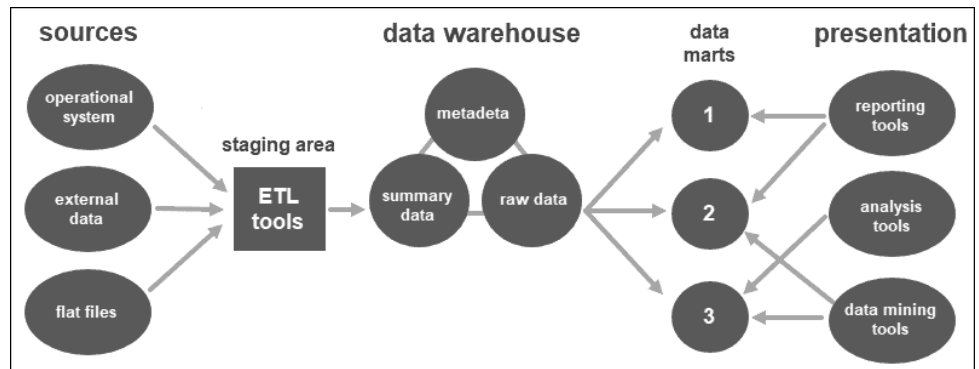 sources
data warehouse
data
marts
presentation
operational
system
external
data
flat files
staging area
ETL
tools
metadeta
summary
data
raw data
1
2
3
reporting
tools
analysis
tools
data mining
tools